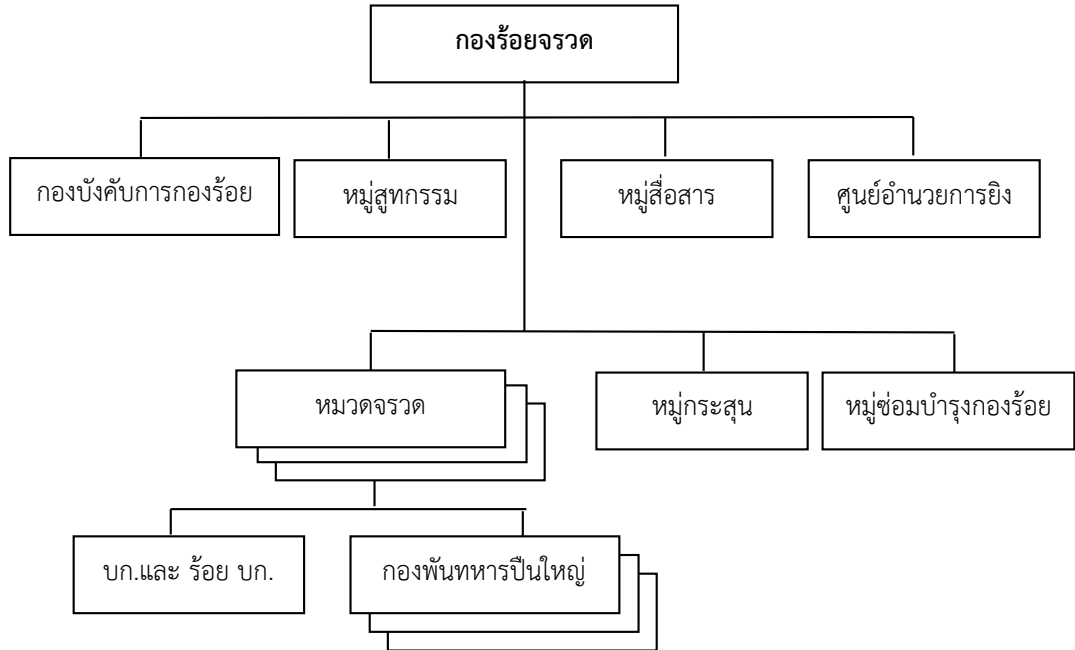 กองร้อยจรวด
กองบังคับการกองร้อย
หมู่สูทกรรม
หมู่สื่อสาร
ศูนย์อำนวยการยิง
หมวดจรวด
หมู่กระสุน
หมู่ซ่อมบำรุงกองร้อย
บก.และ ร้อย บก.
กองพันทหารปืนใหญ่